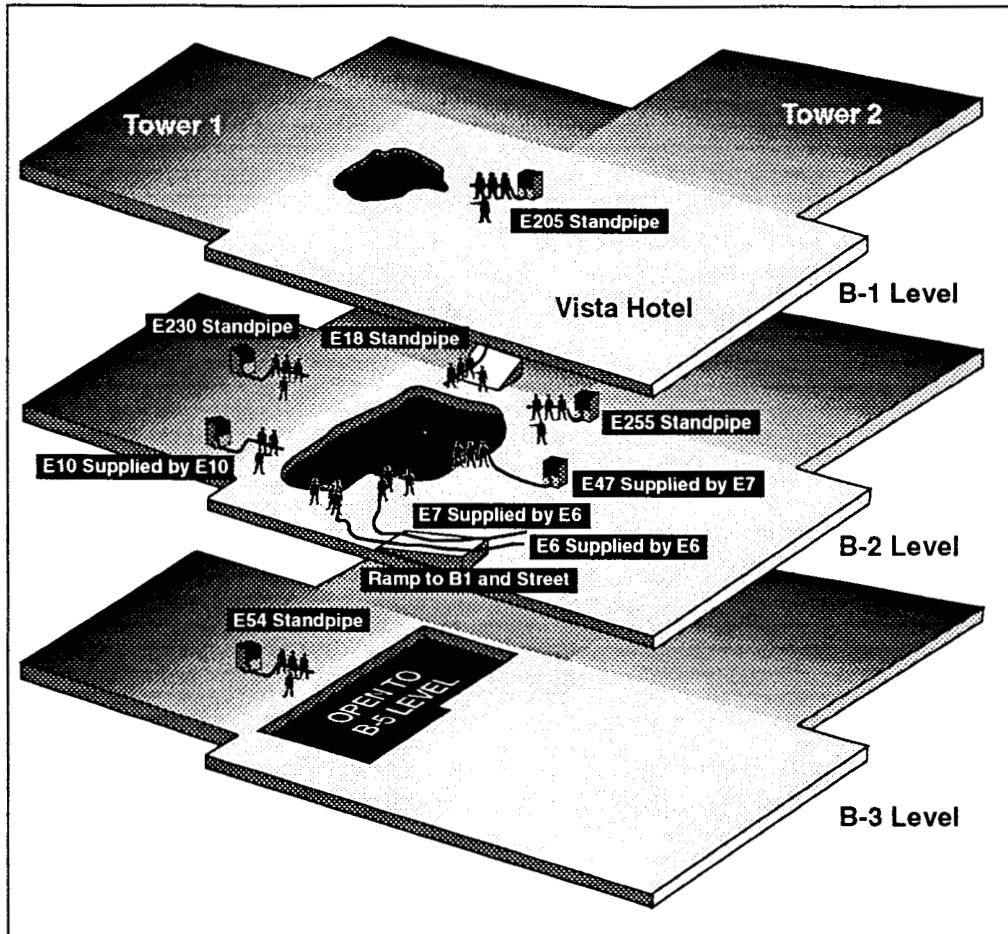 Tower 1
Tower 2
E205 Standpipe
Vista Hotel
B-1 Level
E230 Standpipe
E18 Standpipe
E255 Standpipe
E10 Supplied by E10
E47 Supplied by E7
E7 Supplied by E6
E6 Supplied by E6
B-2 Level
Ramp to B1 and Street
E54 Standpipe
OPEN TO
B-5 LEVEL
B-3 Level